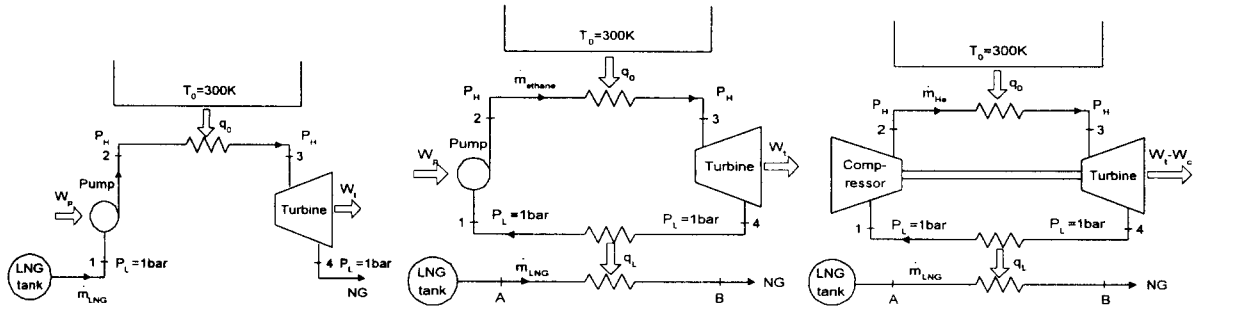 T₀=300K
q₀
P_H
2
P_H
3
Pump
W_P
Turbine
W_t
1
P_L=1bar
4
P_L=1bar
LNG
tank
ṁ_LNG
NG
T₀=300K
q₀
ṁ_ethane
P_H
2
P_H
3
Pump
W_P
Turbine
W_t
1
P_L=1bar
P_L=1bar
4
q_L
LNG
tank
ṁ_LNG
A
B
NG
T₀=300K
q₀
ṁ_He
P_H
2
P_H
3
Comp-
ressor
Turbine
W_t-W_c
1
P_L=1bar
P_L=1bar
4
q_L
LNG
tank
ṁ_LNG
A
B
NG